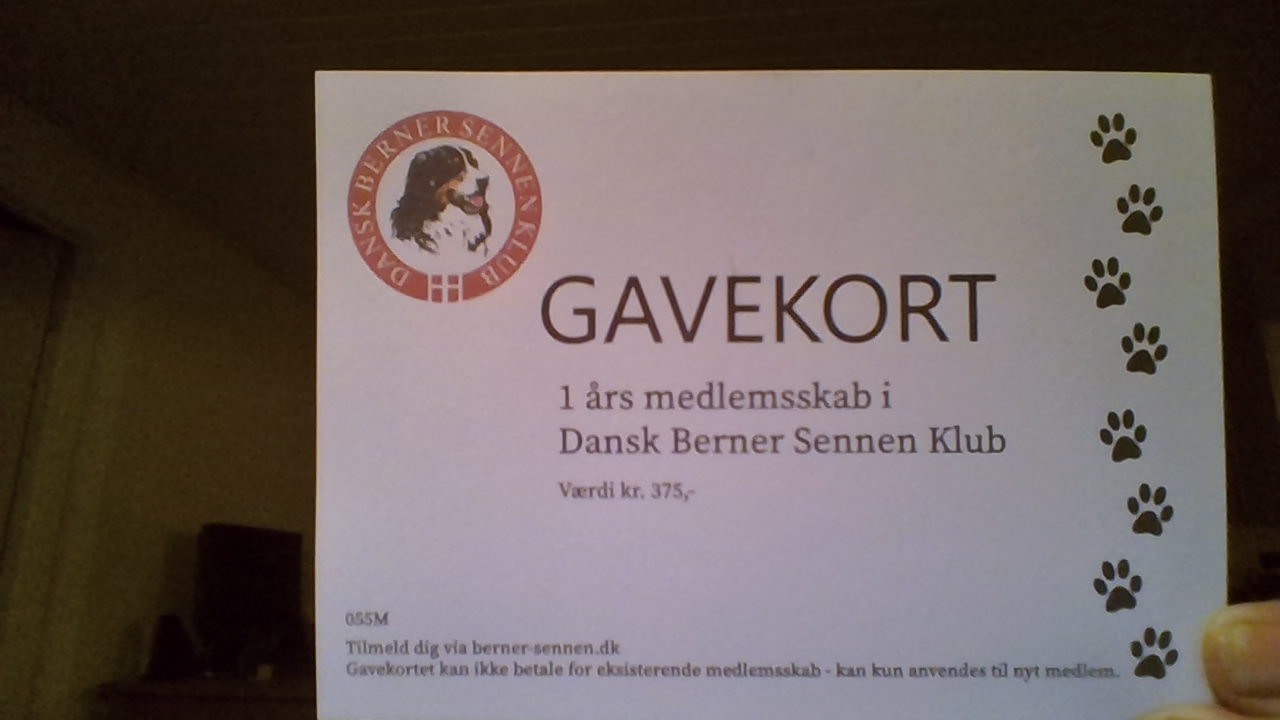 DANSK BERNER SENNEN KLUB
GAVEKORT
1 års medlemsskab i
Dansk Berner Sennen Klub
Værdi kr. 375,-
055M
Tilmeld dig via berner-sennen.dk
Gavekortet kan ikke betale for eksisterende medlemsskab - kan kun anvendes til nyt medlem.